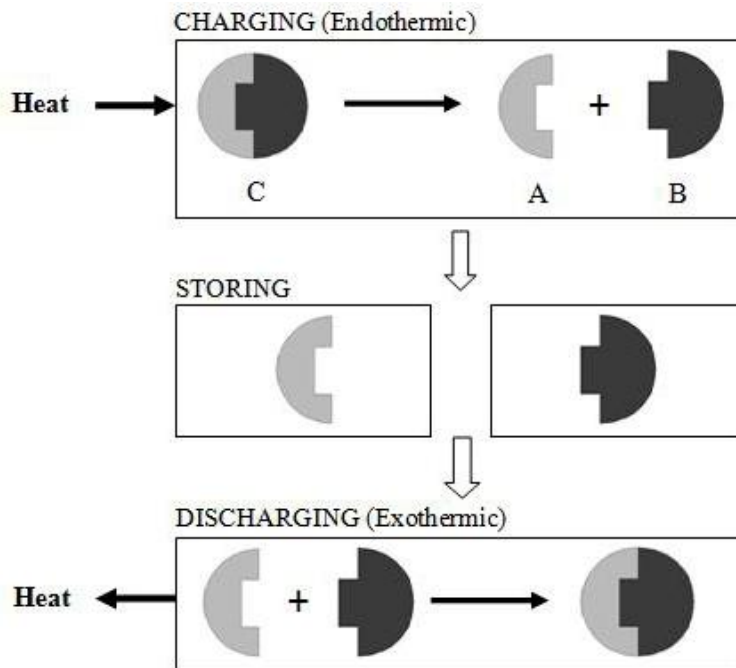 CHARGING (Endothermic)
Heat
+
C
A
B
STORING
DISCHARGING (Exothermic)
Heat
+